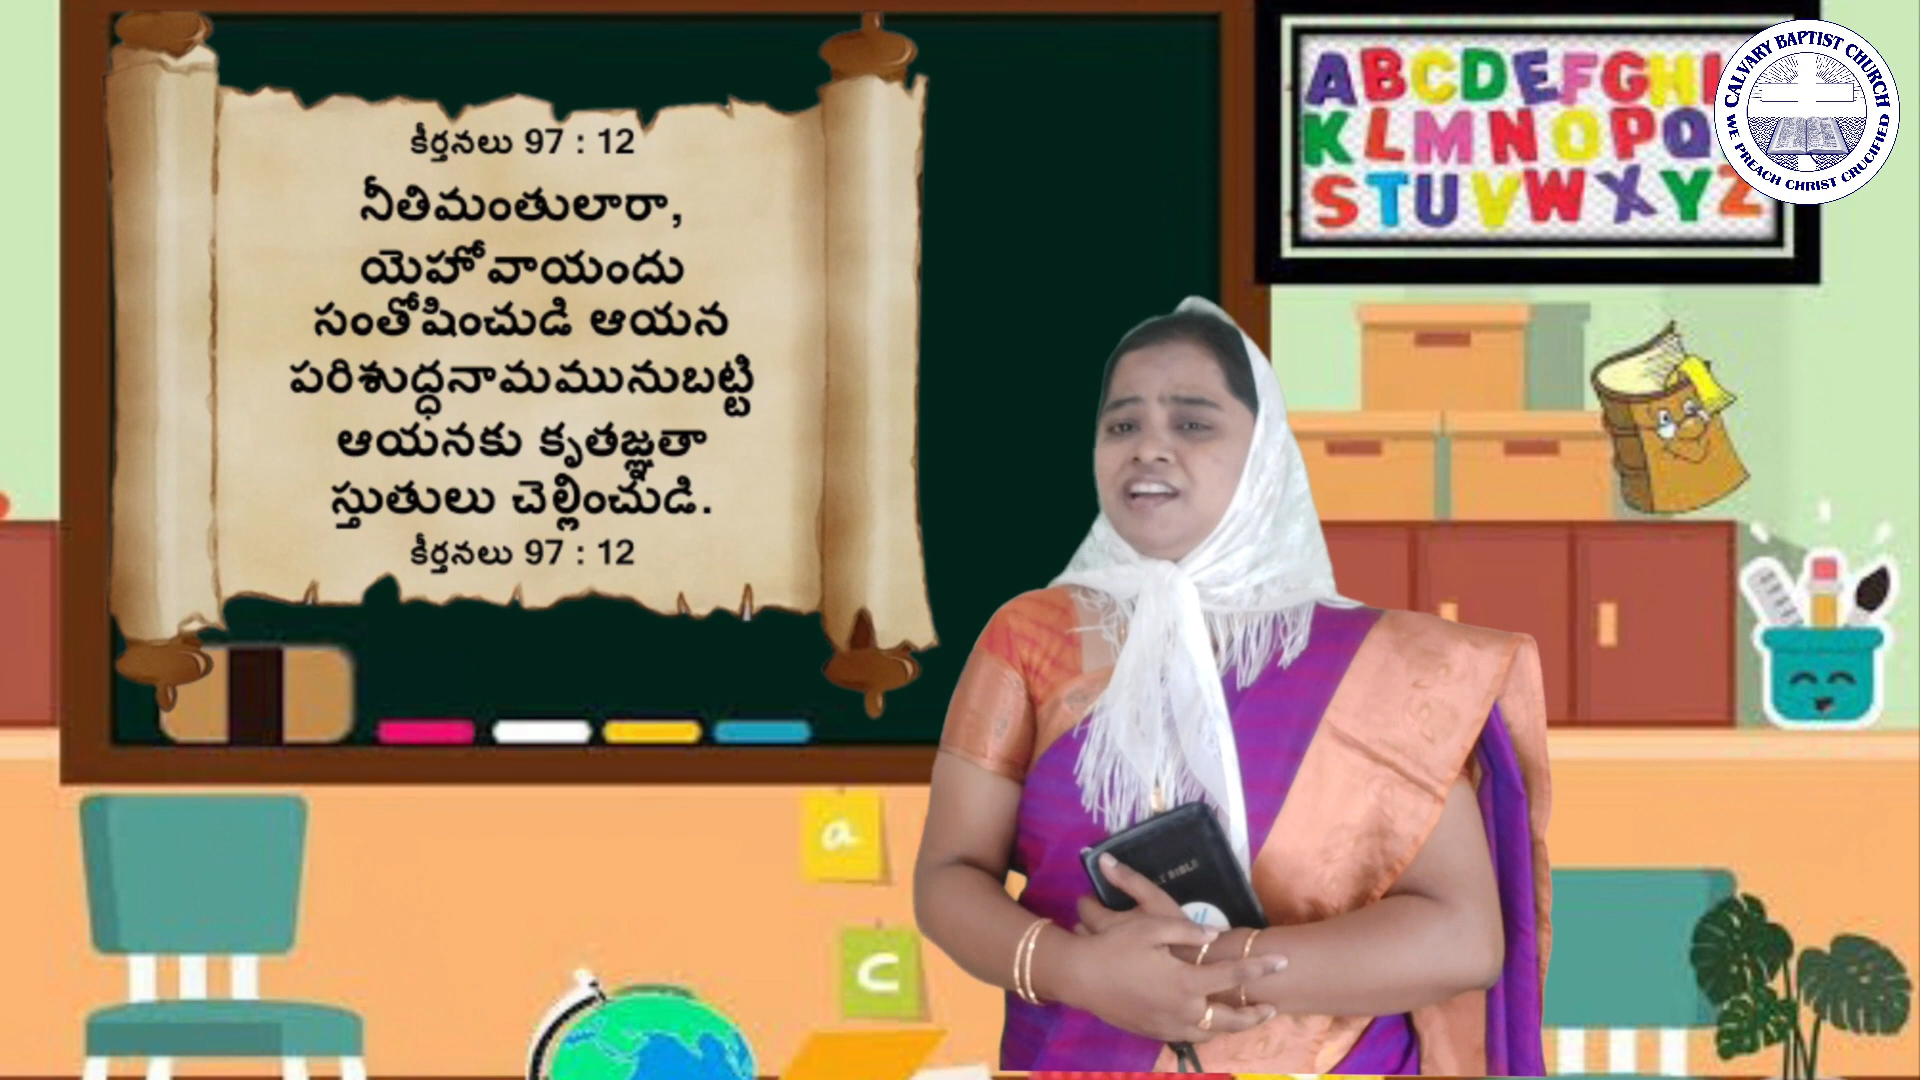 కీర్తనలు 97 : 12
నీతిమంతులారా,
యెహోవాయందు
సంతోషించుడి ఆయన
పరిశుద్ధనామమునుబట్టి
ఆయనకు కృతజ్ఞతా
స్తుతులు చెల్లించుడి.
కీర్తనలు 97 : 12
ABCDEFGHI
KLMNOPQ
STUVWXYZ
CALVARY BAPTIST CHURCH
WE PREACH CHRIST CRUCIFIED
BIBLE
a
c